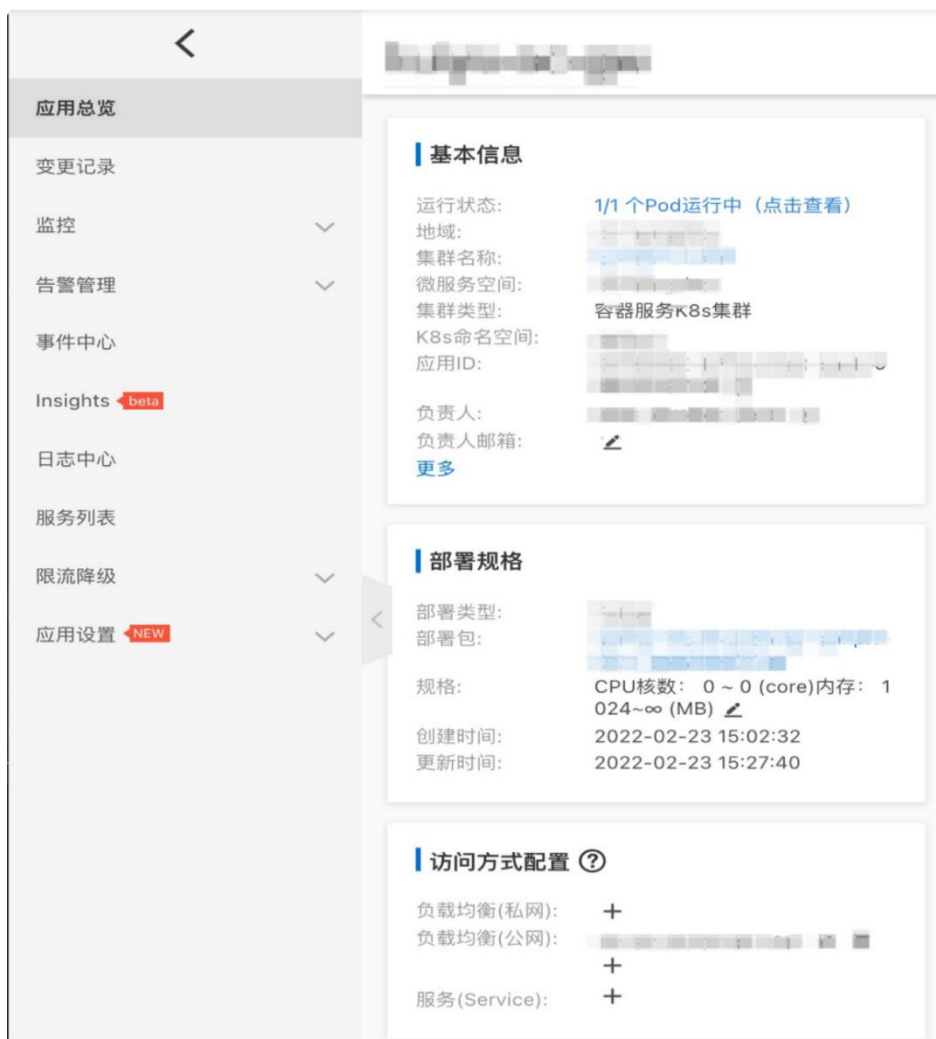 应用总览
变更记录
监控
告警管理
事件中心
Insights beta
日志中心
服务列表
限流降级
应用设置 NEW
基本信息
运行状态: 1/1 个Pod运行中（点击查看）
地域:
集群名称:
微服务空间:
集群类型: 容器服务K8s集群
K8s命名空间:
应用ID:
负责人:
负责人邮箱:
更多
部署规格
部署类型:
部署包:
规格: CPU核数： 0 ~ 0 (core)内存： 1
024~∞ (MB)
创建时间: 2022-02-23 15:02:32
更新时间: 2022-02-23 15:27:40
访问方式配置 ?
负载均衡(私网): +
负载均衡(公网):
+
服务(Service): +